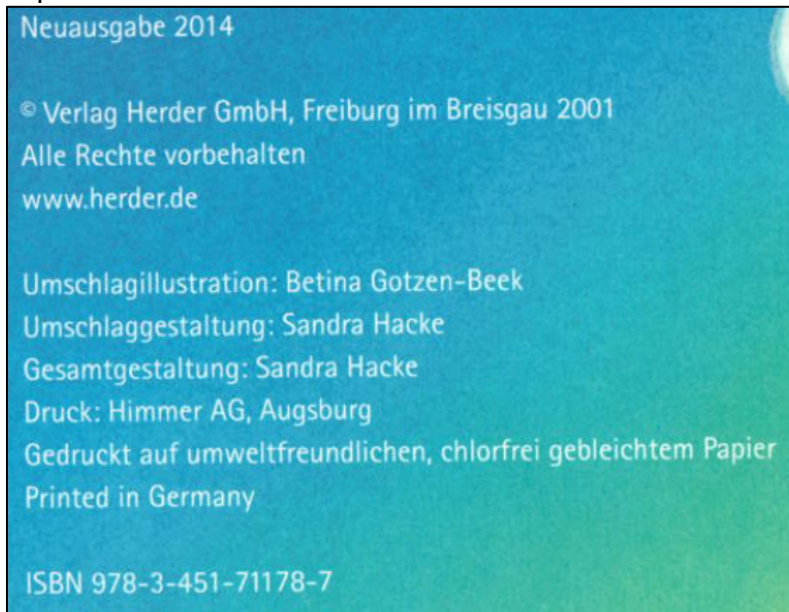 Neuausgabe 2014
© Verlag Herder GmbH, Freiburg im Breisgau 2001
Alle Rechte vorbehalten
www.herder.de
Umschlagillustration: Betina Gotzen-Beek
Umschlaggestaltung: Sandra Hacke
Gesamtgestaltung: Sandra Hacke
Druck: Himmer AG, Augsburg
Gedruckt auf umweltfreundlichen, chlorfrei gebleichtem Papier
Printed in Germany
ISBN 978-3-451-71178-7